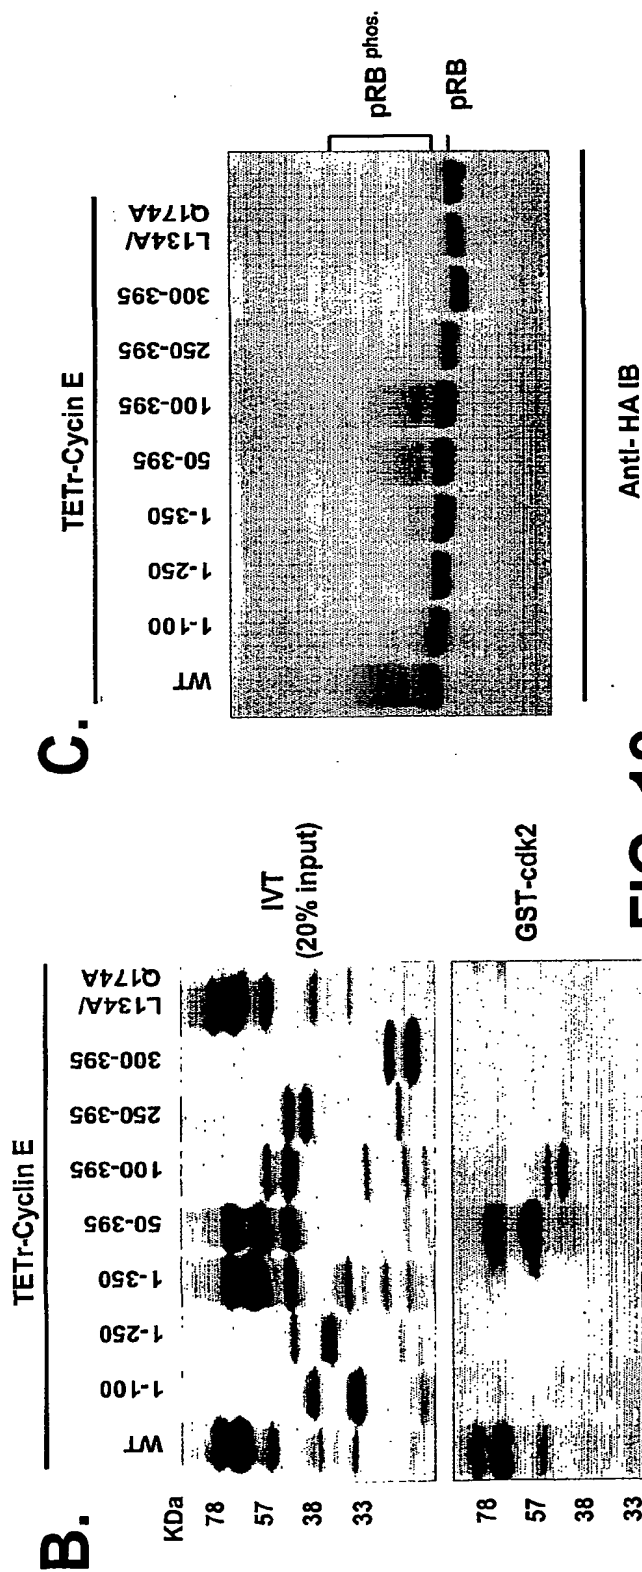 B.
TETr-Cyclin E
KDa
WT
1-100
1-250
1-350
50-395
100-395
250-395
300-395
L134A/
Q174A
78
57
38
33
IVT
(20% input)
78
57
38
33
GST-cdk2
C.
TETr-Cycin E
WT
1-100
1-250
1-350
50-395
100-395
250-395
300-395
L134A/
Q174A
pRB phos.
pRB
Anti- HA IB